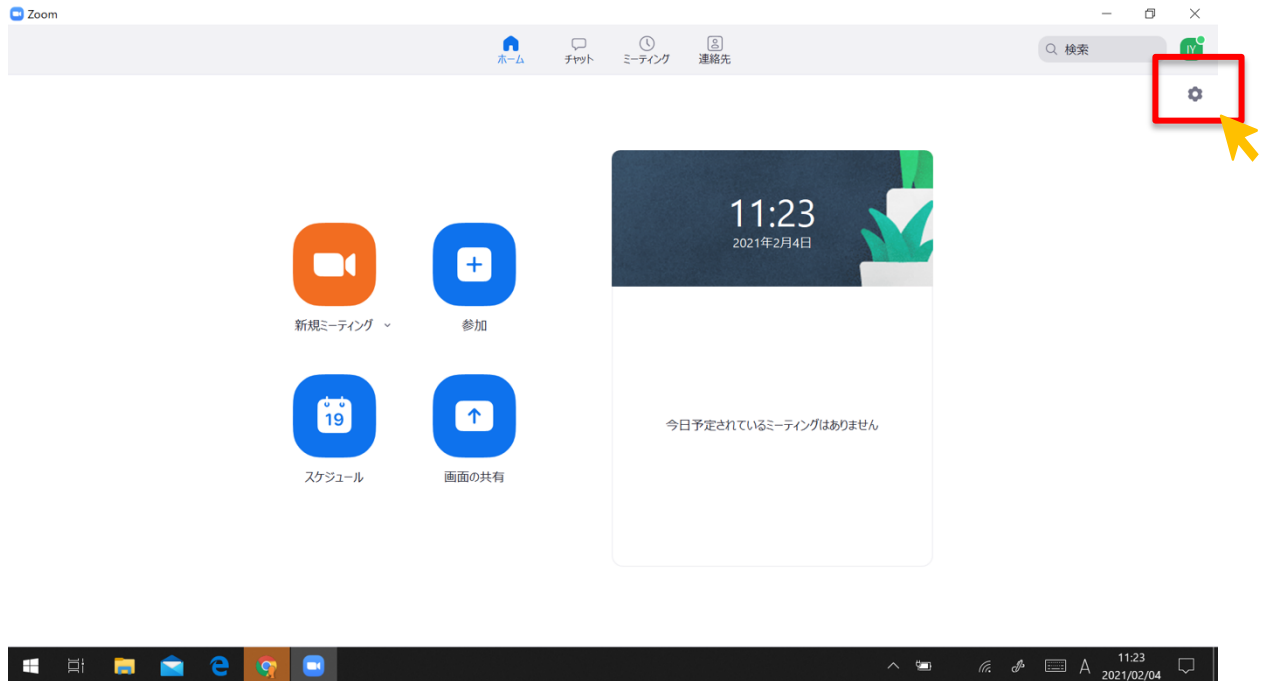 Zoom
ホーム
チャット
ミーティング
連絡先
検索
IY
11:23
2021年2月4日
新規ミーティング
参加
19
スケジュール
画面の共有
今日予定されているミーティングはありません
A
11:23
2021/02/04